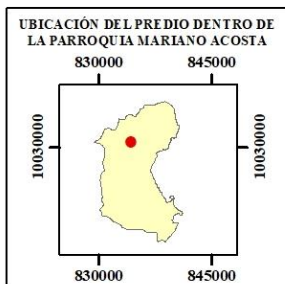 UBICACIÓN DEL PREDIO DENTRO DE
LA PARROQUIA MARIANO ACOSTA
830000 845000
10030000 10030000
830000 845000